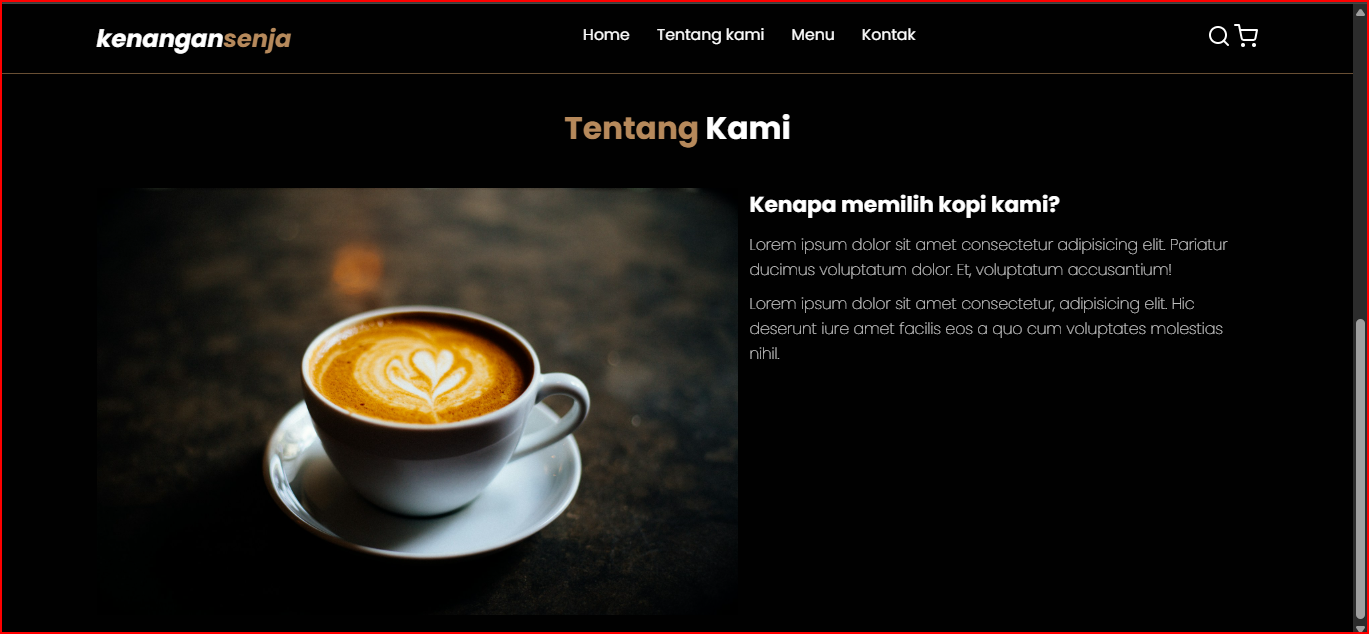 kenangansenja
Home Tentang kami Menu Kontak
Tentang Kami
Kenapa memilih kopi kami?
Lorem ipsum dolor sit amet consectetur adipisicing elit. Pariatur
ducimus voluptatum dolor. Et, voluptatum accusantium!
Lorem ipsum dolor sit amet consectetur, adipisicing elit. Hic
deserunt iure amet facilis eos a quo cum voluptates molestias
nihil.